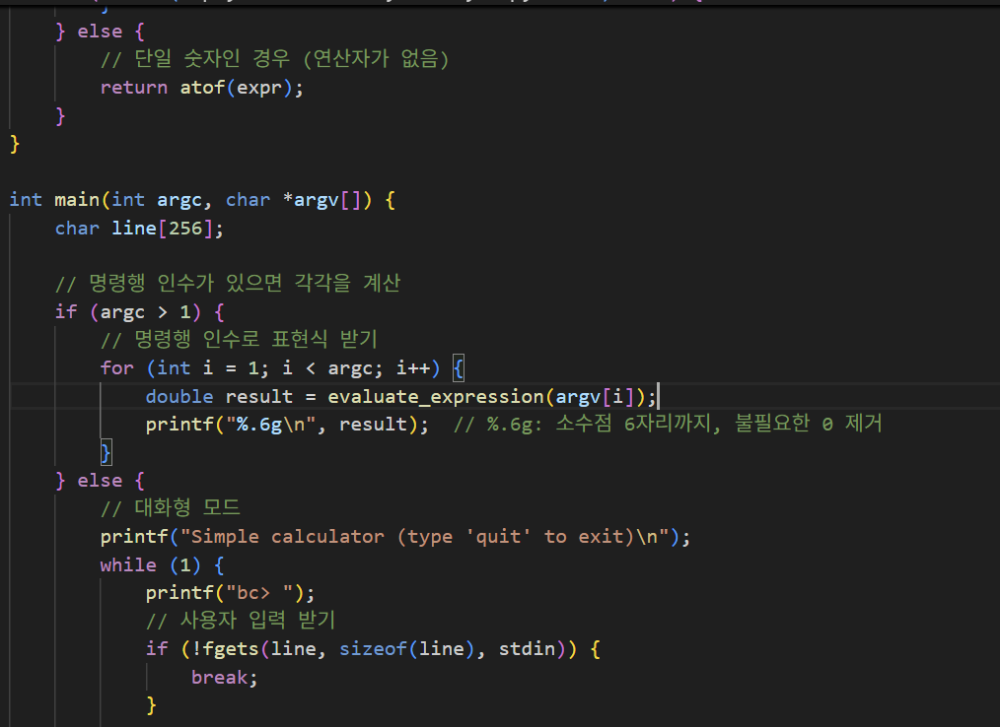 }
} else {
// 단일 숫자인 경우 (연산자가 없음)
return atof(expr);
}
}
int main(int argc, char *argv[]) {
char line[256];
// 명령행 인수가 있으면 각각을 계산
if (argc > 1) {
// 명령행 인수로 표현식 받기
for (int i = 1; i < argc; i++) {
double result = evaluate_expression(argv[i]);
printf("%.6g\n", result);  // %.6g: 소수점 6자리까지, 불필요한 0 제거
}
} else {
// 대화형 모드
printf("Simple calculator (type 'quit' to exit)\n");
while (1) {
printf("bc> ");
// 사용자 입력 받기
if (!fgets(line, sizeof(line), stdin)) {
break;
}